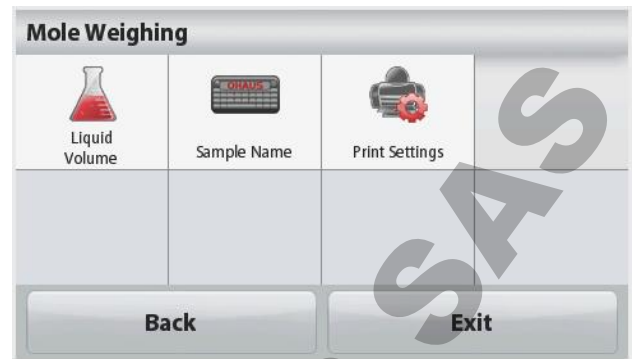 Mole Weighing
OHAUS
Liquid
Volume
Sample Name
Print Settings
Back
Exit
SAS